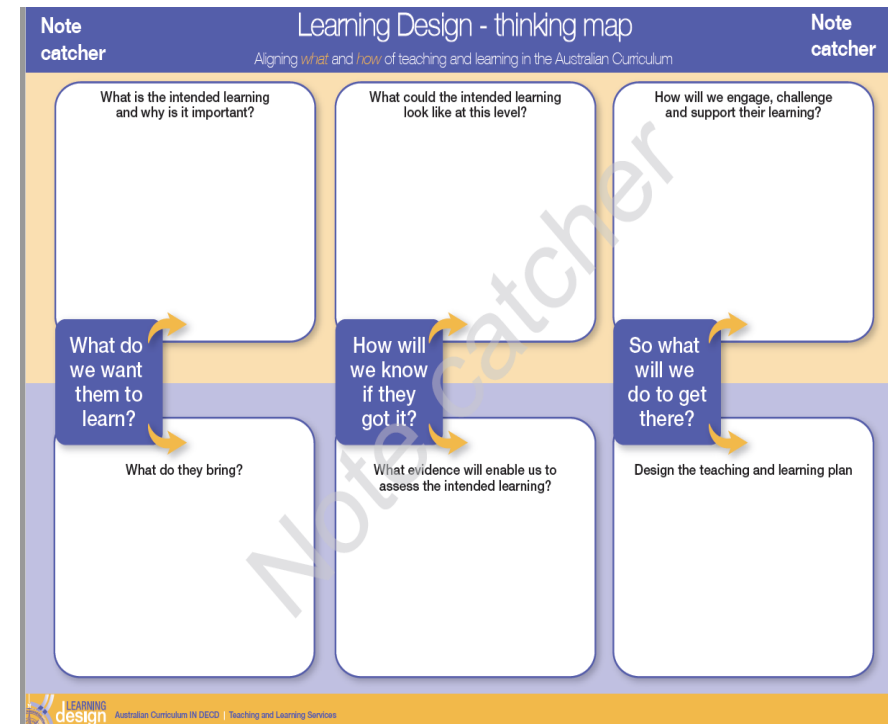 Note
catcher
Learning Design - thinking map
Aligning what and how of teaching and learning in the Australian Curriculum
Note
catcher
What is the intended learning
and why is it important?
What could the intended learning
look like at this level?
How will we engage, challenge
and support their learning?
What do
we want
them to
learn?
How will
we know
if they
got it?
So what
will we
do to get
there?
What do they bring?
What evidence will enable us to
assess the intended learning?
Design the teaching and learning plan
Note catcher
LEARNING
design
Australian Curriculum IN DECD | Teaching and Learning Services